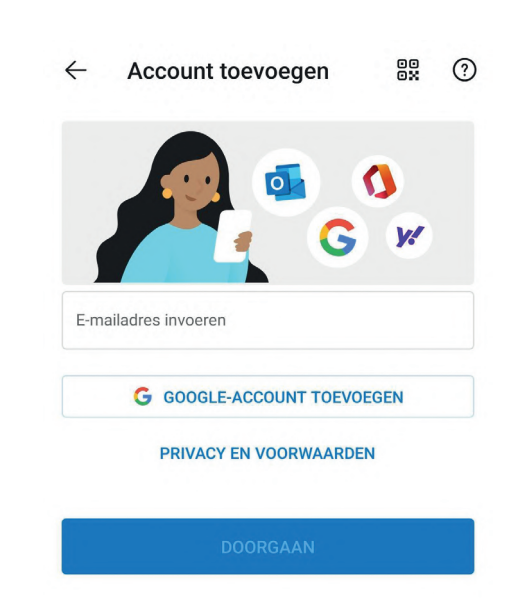 Account toevoegen
E-mailadres invoeren
GOOGLE-ACCOUNT TOEVOEGEN
PRIVACY EN VOORWAARDEN
DOORGAAN